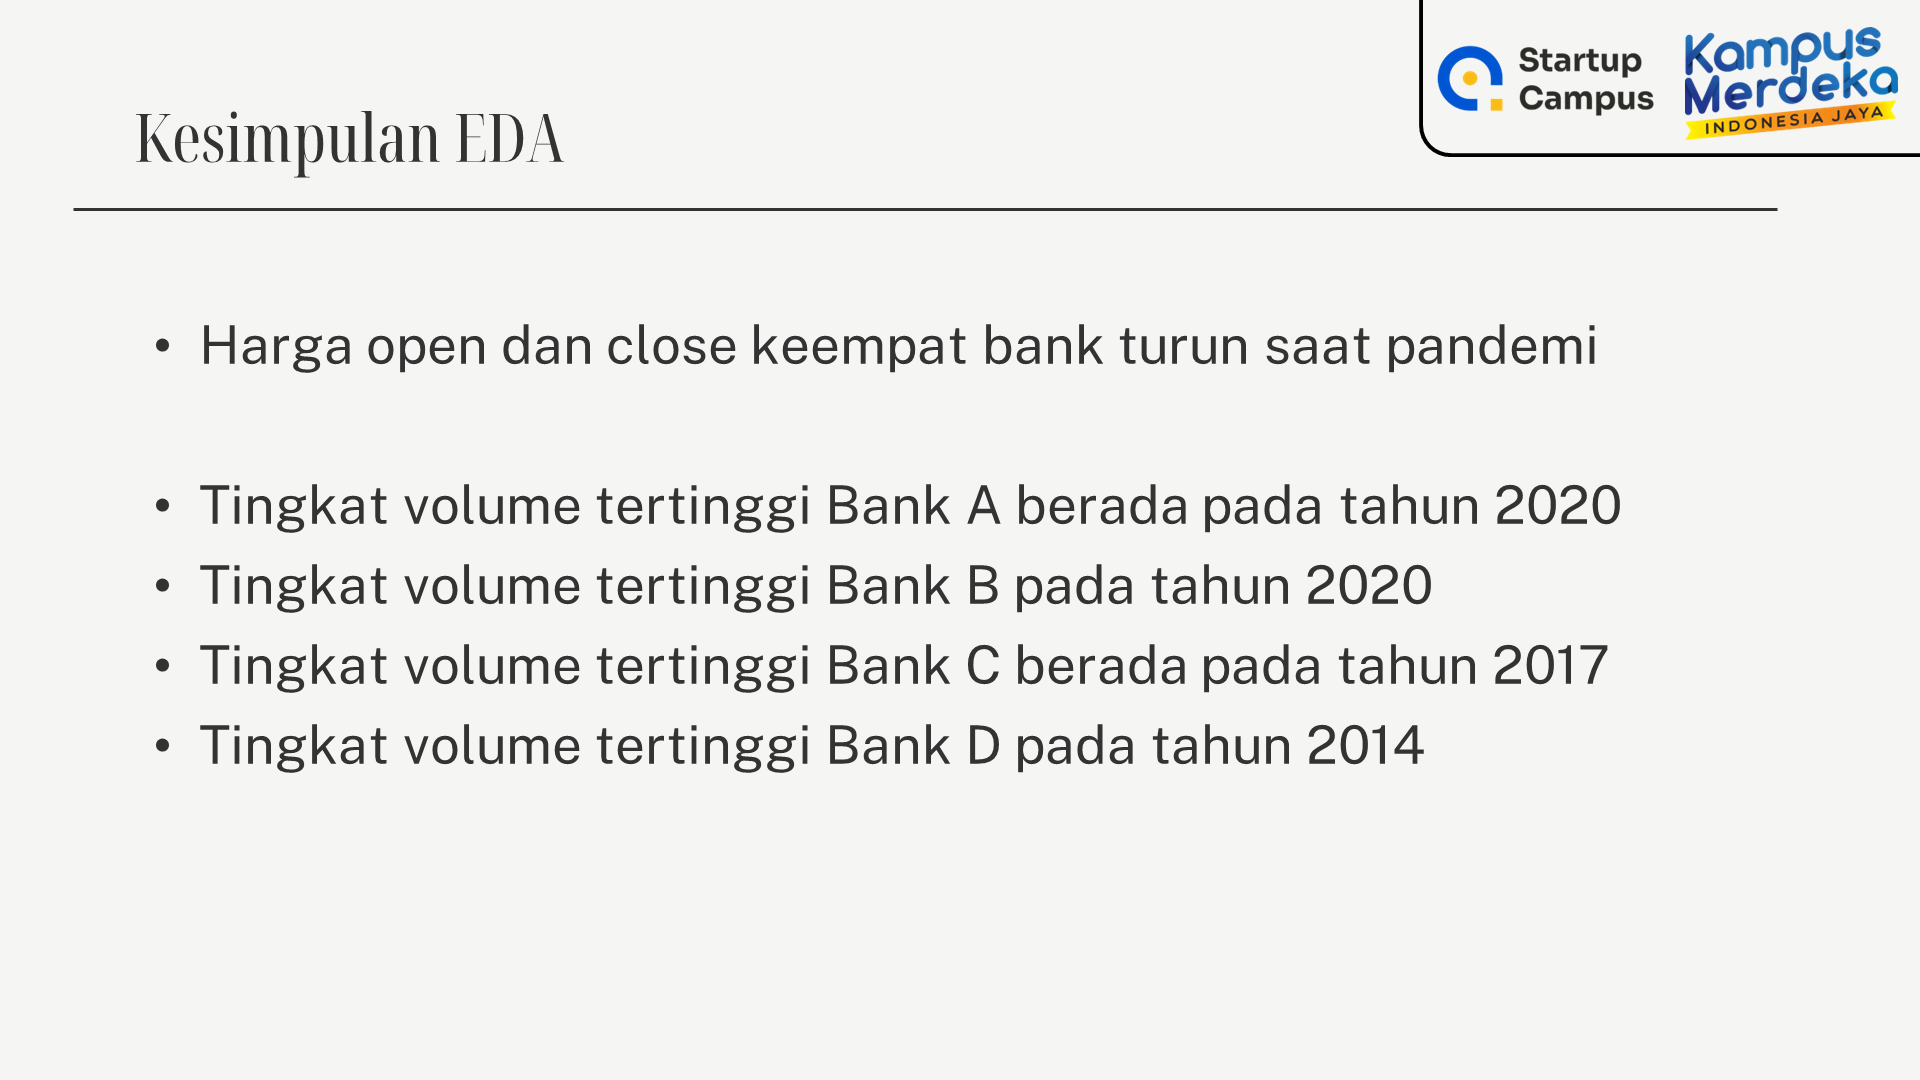 Startup
Campus
Kampus
Merdeka
INDONESIA JAYA
Kesimpulan EDA
• Harga open dan close keempat bank turun saat pandemi
• Tingkat volume tertinggi Bank A berada pada tahun 2020
• Tingkat volume tertinggi Bank B pada tahun 2020
• Tingkat volume tertinggi Bank C berada pada tahun 2017
• Tingkat volume tertinggi Bank D pada tahun 2014